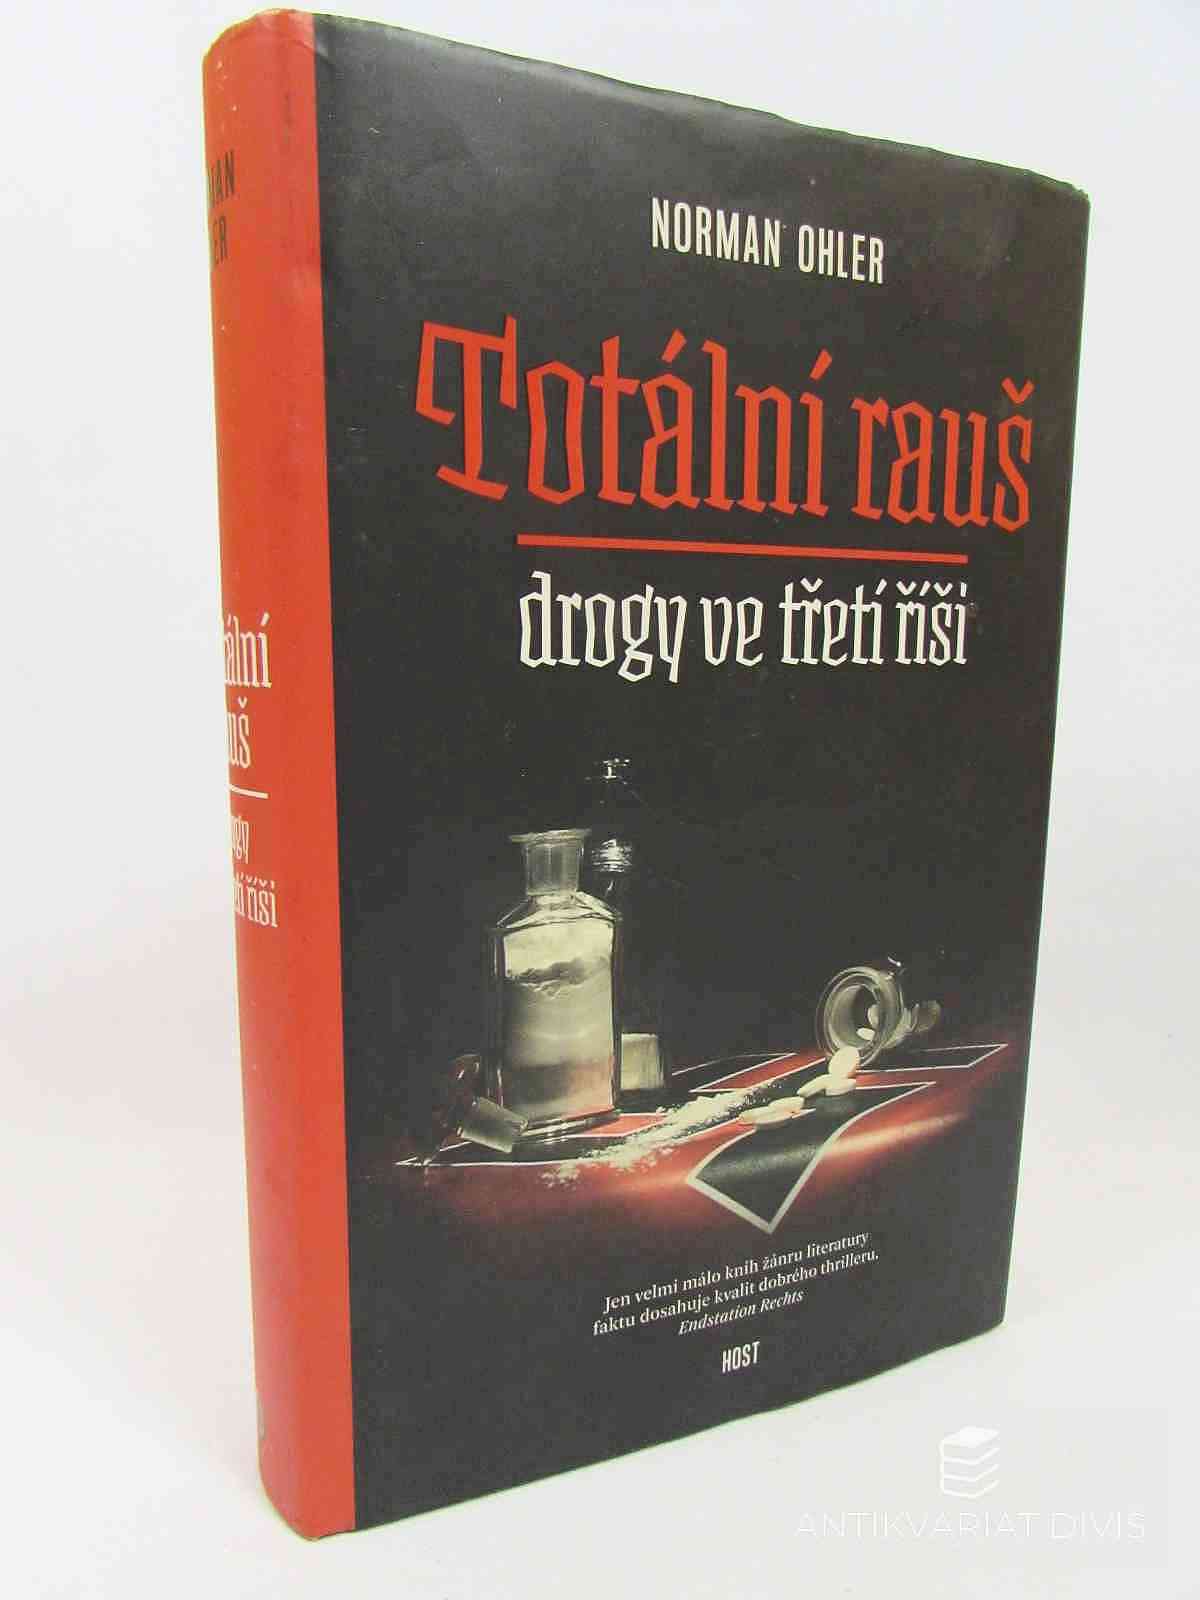 NORMAN OHLER
Totální rauš
drogy ve třetí říši
Jen velmi málo knih žánru literatury
faktu dosahuje kvalit dobrého thrilleru.
Endstation Rechts
HOST
ANTIKVARIAT DIVIS